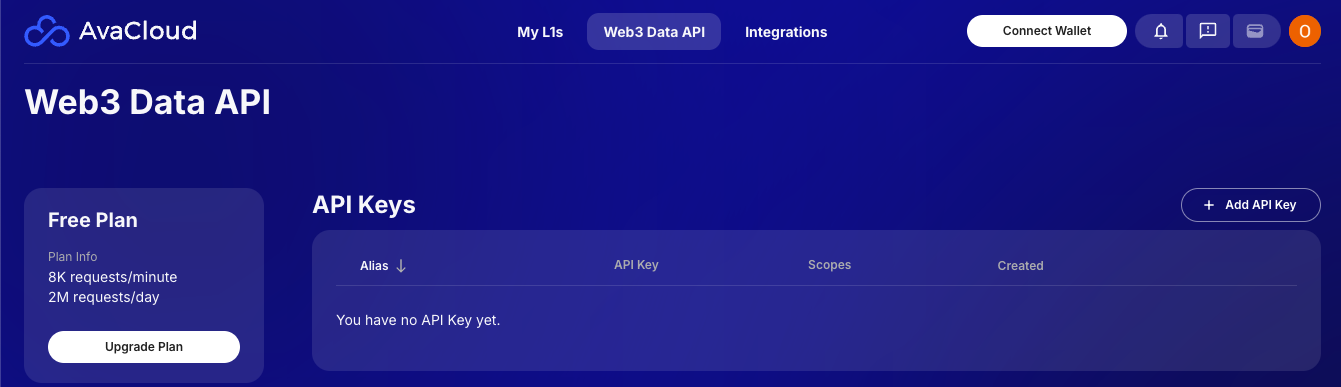 AvaCloud
My L1s
Web3 Data API
Integrations
Connect Wallet
O
Web3 Data API
Free Plan
Plan Info
8K requests/minute
2M requests/day
Upgrade Plan
API Keys
+ Add API Key
Alias ↓ API Key Scopes Created
You have no API Key yet.